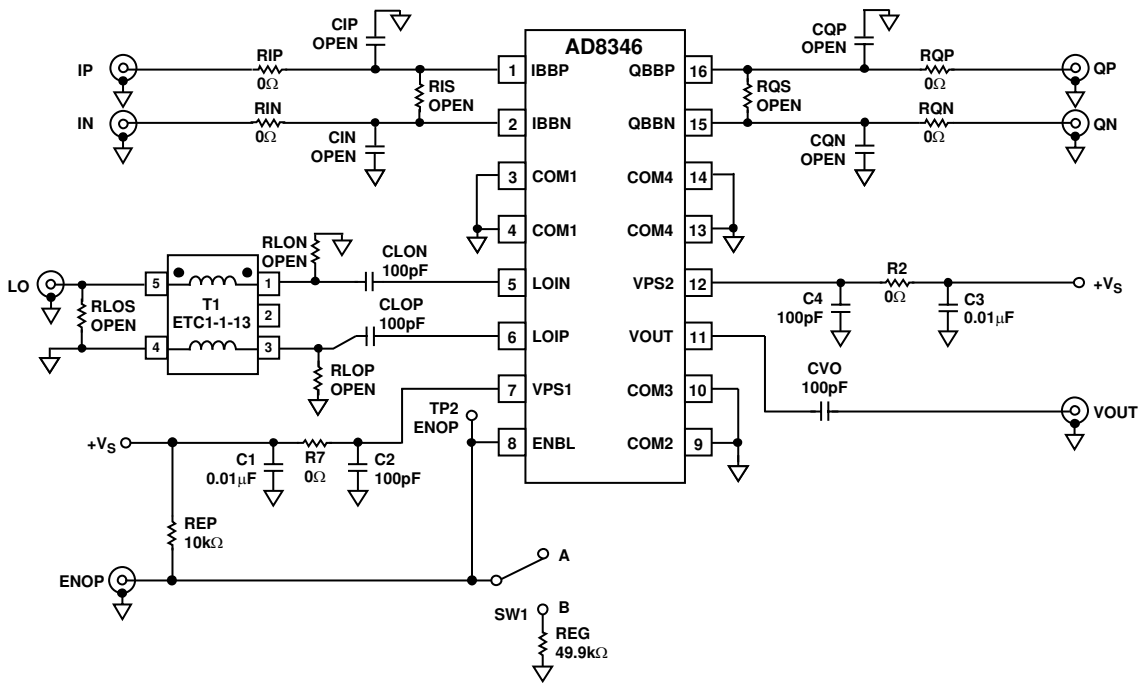 AD8346
CIP
OPEN
IP
RIP
0Ω
RIS
OPEN
IN
RIN
0Ω
CIN
OPEN
1 IBBP
2 IBBN
3 COM1
4 COM1
5 LOIN
6 LOIP
7 VPS1
8 ENBL
QBBP 16
QBBN 15
COM4 14
COM4 13
VPS2 12
VOUT 11
COM3 10
COM2 9
CQP
OPEN
RQP
0Ω
QP
RQS
OPEN
RQN
0Ω
QN
CQN
OPEN
LO
RLOS
OPEN
5
4
1
2
3
T1
ETC1-1-13
RLON
OPEN
CLON
100pF
CLOP
100pF
RLOP
OPEN
C4
100pF
R2
0Ω
C3
0.01μF
+VS
CVO
100pF
VOUT
TP2
ENOP
+VS
C1
0.01μF
R7
0Ω
C2
100pF
REP
10kΩ
ENOP
A
SW1
B
REG
49.9kΩ